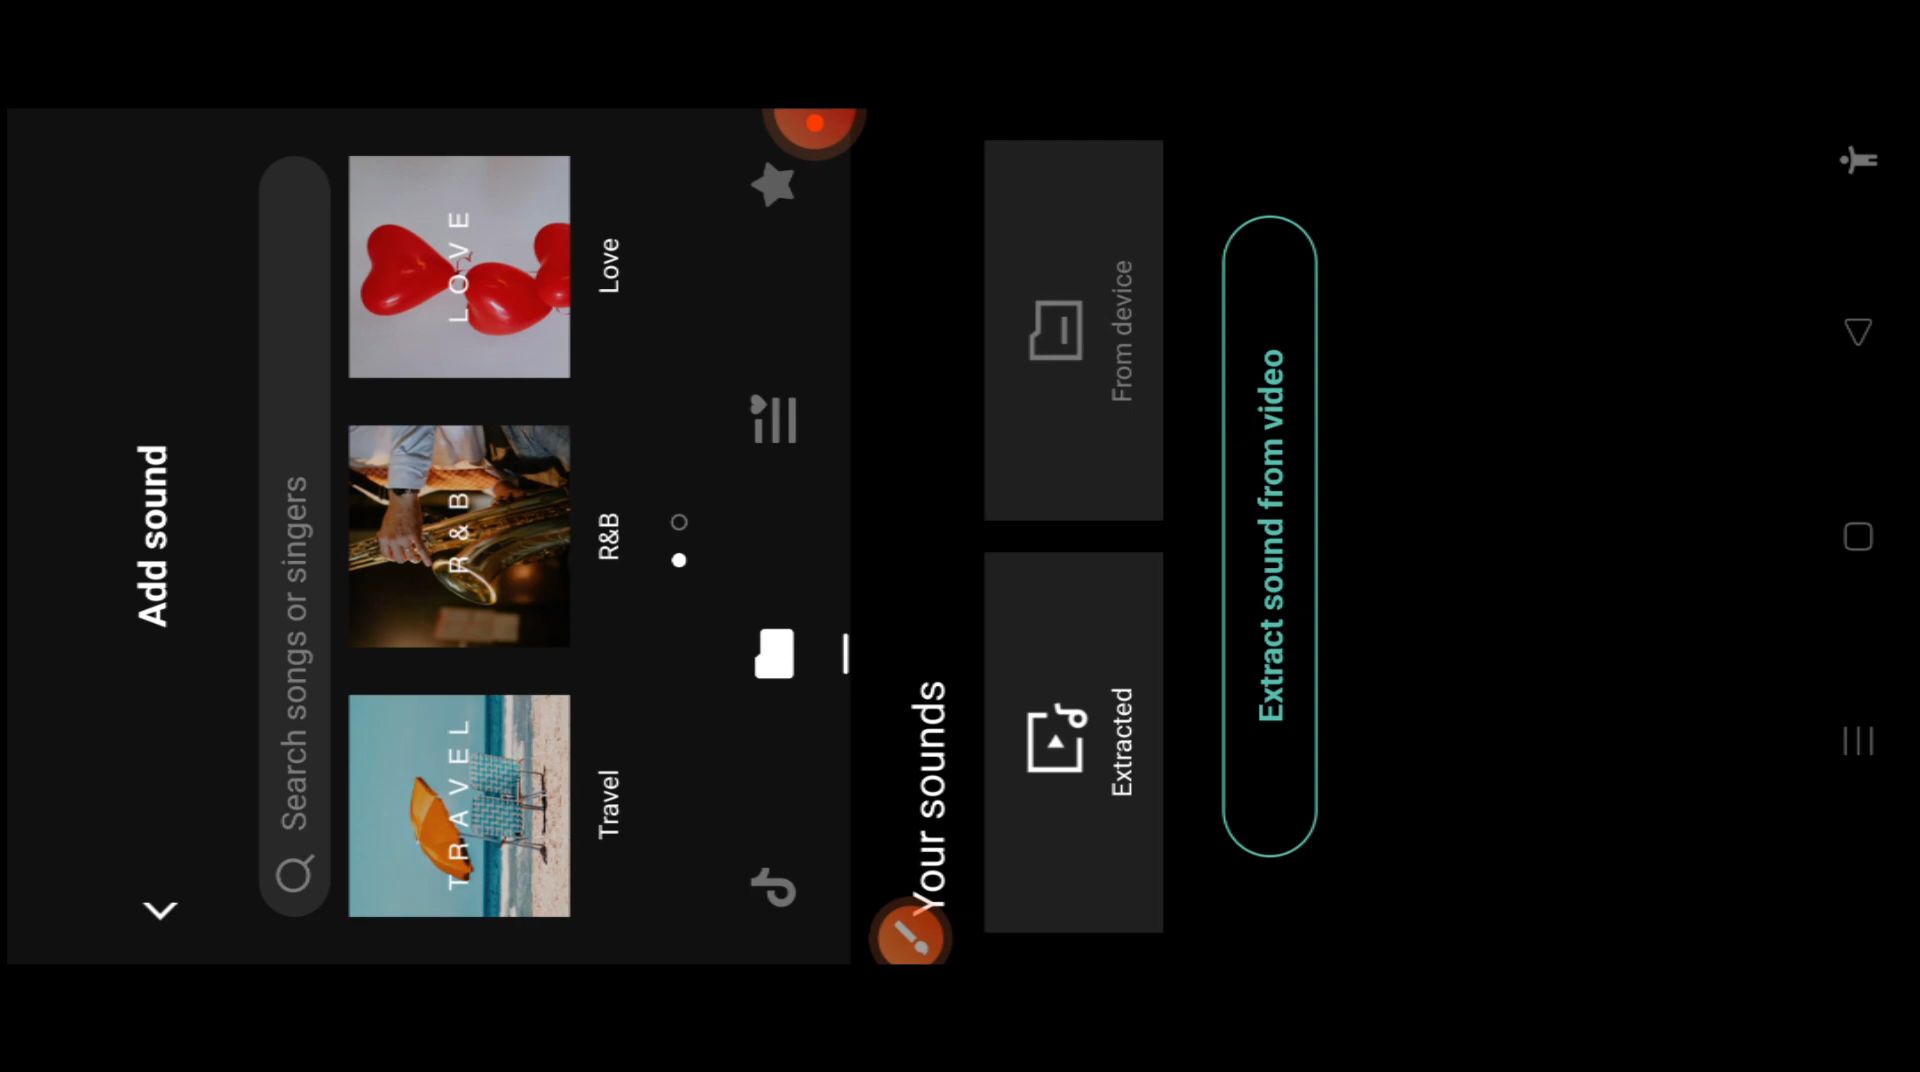 Add sound
Search songs or singers
TRAVEL
R&B
LOVE
Travel
R&B
Love
Your sounds
Extracted
From device
Extract sound from video